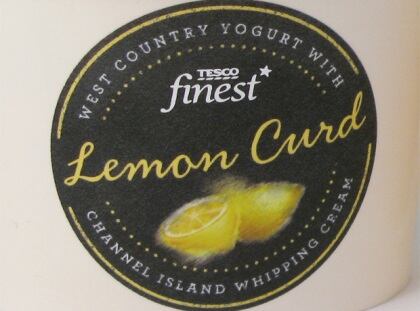 WEST COUNTRY YOGURT WITH
TESCO
finest*
Lemon Curd
CHANNEL ISLAND WHIPPING CREAM